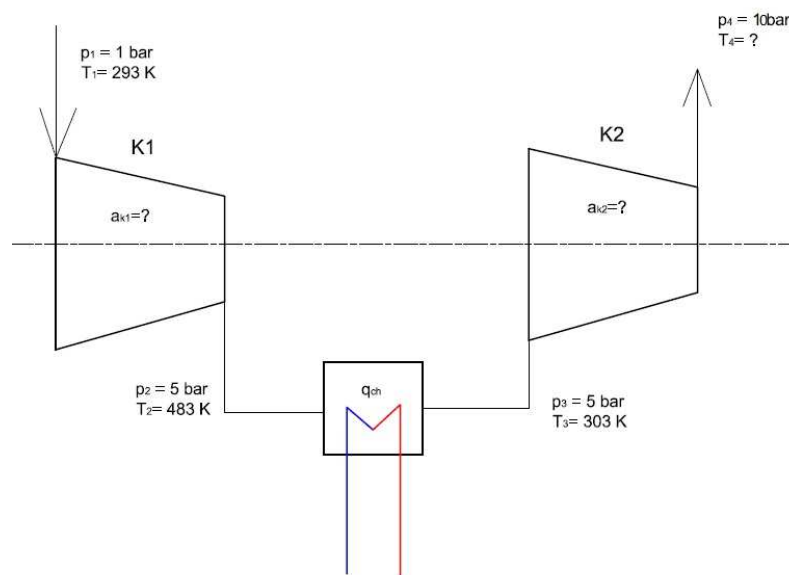 p₁ = 1 bar
T₁= 293 K
p₄ = 10bar
T₄= ?
K1
K2
aₖ₁=?
aₖ₂=?
p₂ = 5 bar
T₂= 483 K
q_ch
p₃ = 5 bar
T₃= 303 K